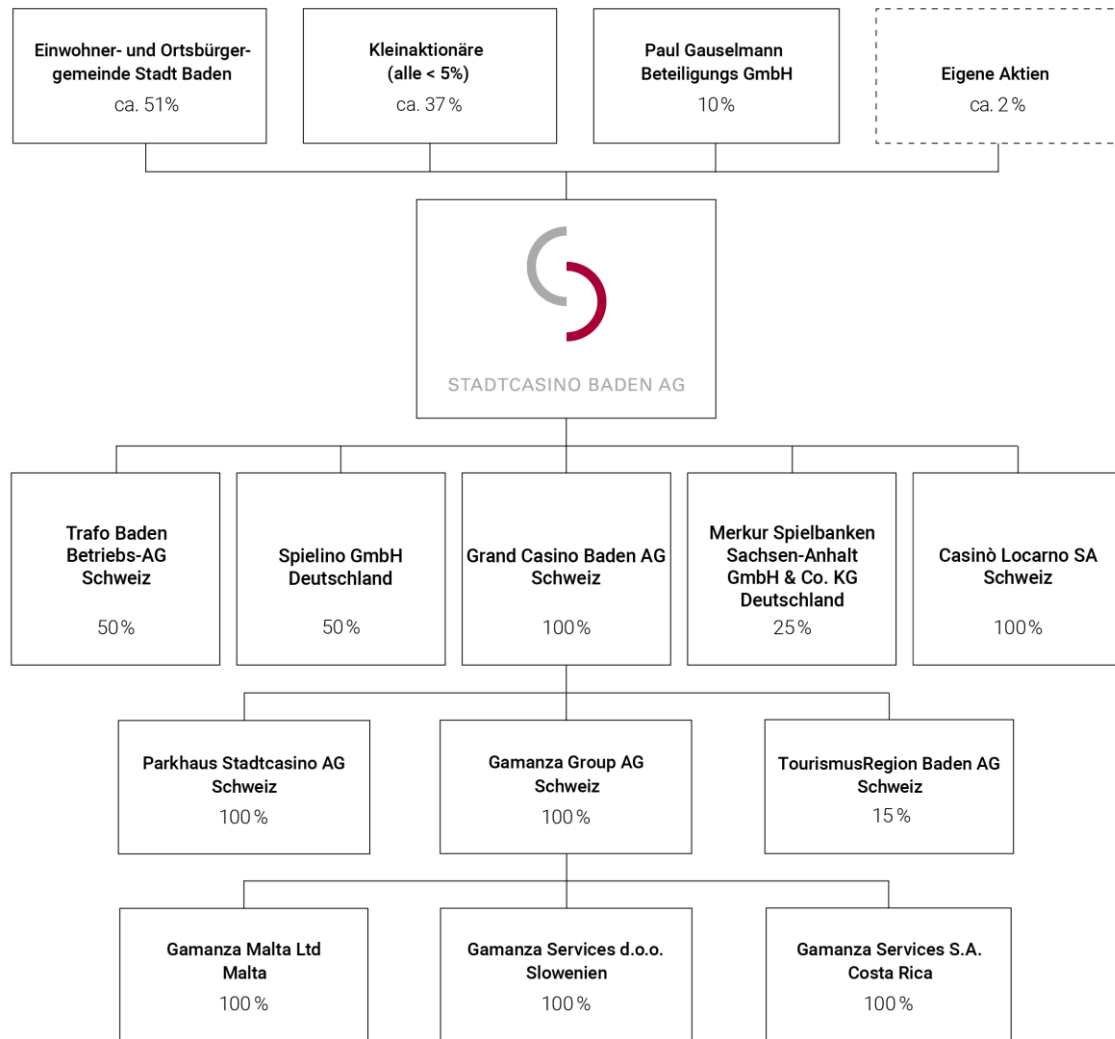 Einwohner- und Ortsbürger-
gemeinde Stadt Baden
ca. 51%
Kleinaktionäre
(alle < 5%)
ca. 37%
Paul Gauselmann
Beteiligungs GmbH
10%
Eigene Aktien
ca. 2%
STADTCASINO BADEN AG
Trafo Baden
Betriebs-AG
Schweiz
50%
Spielino GmbH
Deutschland
50%
Grand Casino Baden AG
Schweiz
100%
Merkur Spielbanken
Sachsen-Anhalt
GmbH & Co. KG
Deutschland
25%
Casinò Locarno SA
Schweiz
100%
Parkhaus Stadtcasino AG
Schweiz
100%
Gamanza Group AG
Schweiz
100%
TourismusRegion Baden AG
Schweiz
15%
Gamanza Malta Ltd
Malta
100%
Gamanza Services d.o.o.
Slowenien
100%
Gamanza Services S.A.
Costa Rica
100%